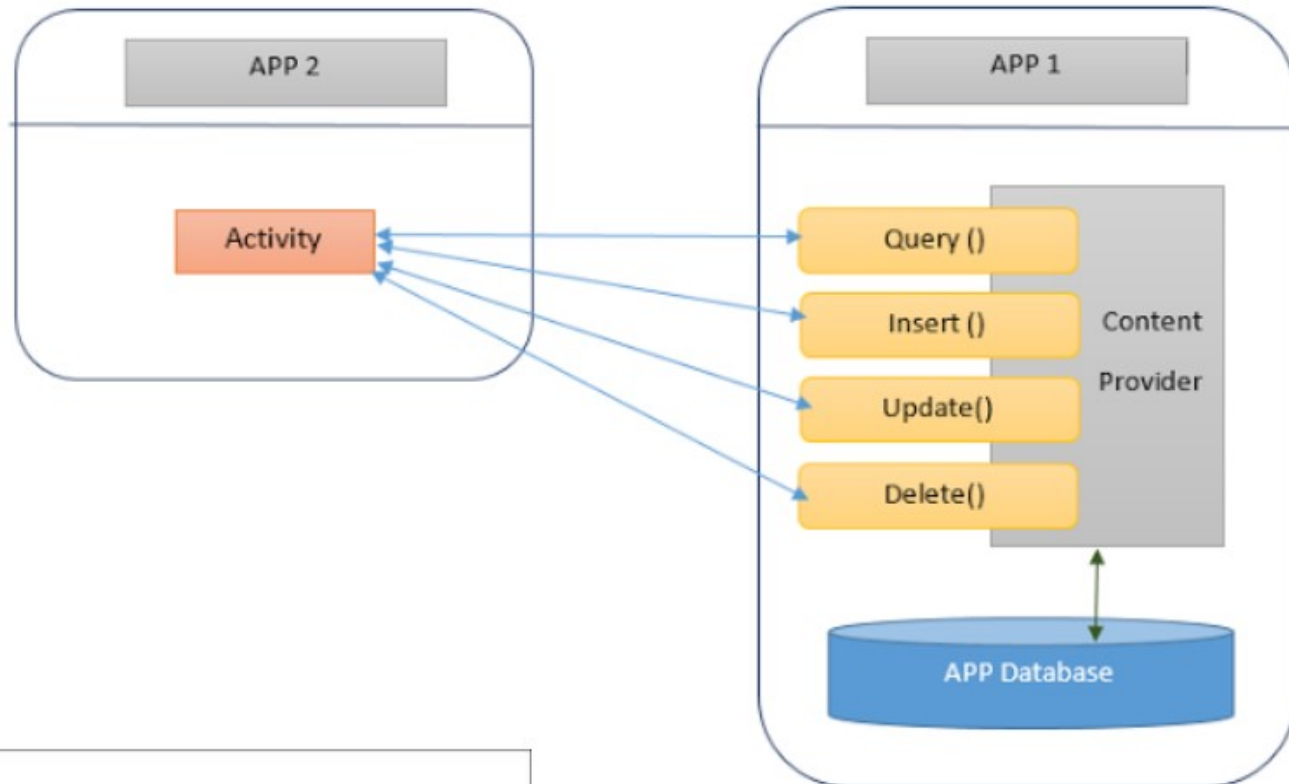 APP 2
APP 1
Activity
Query ()
Insert ()
Update()
Delete()
Content
Provider
APP Database